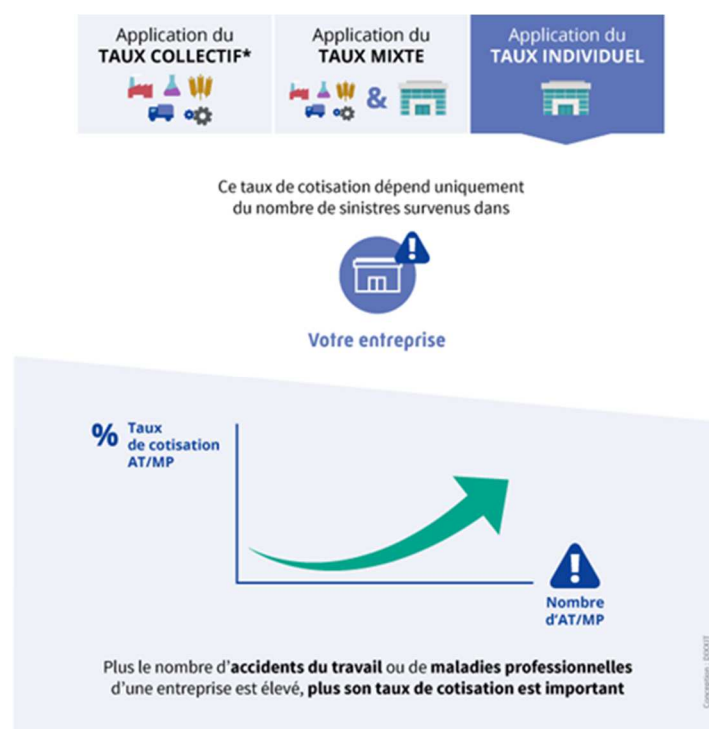 Application du
TAUX COLLECTIF*
Application du
TAUX MIXTE
&
Application du
TAUX INDIVIDUEL
Ce taux de cotisation dépend uniquement
du nombre de sinistres survenus dans
Votre entreprise
% Taux
de cotisation
AT/MP
Nombre
d'AT/MP
Plus le nombre d'accidents du travail ou de maladies professionnelles
d'une entreprise est élevé, plus son taux de cotisation est important